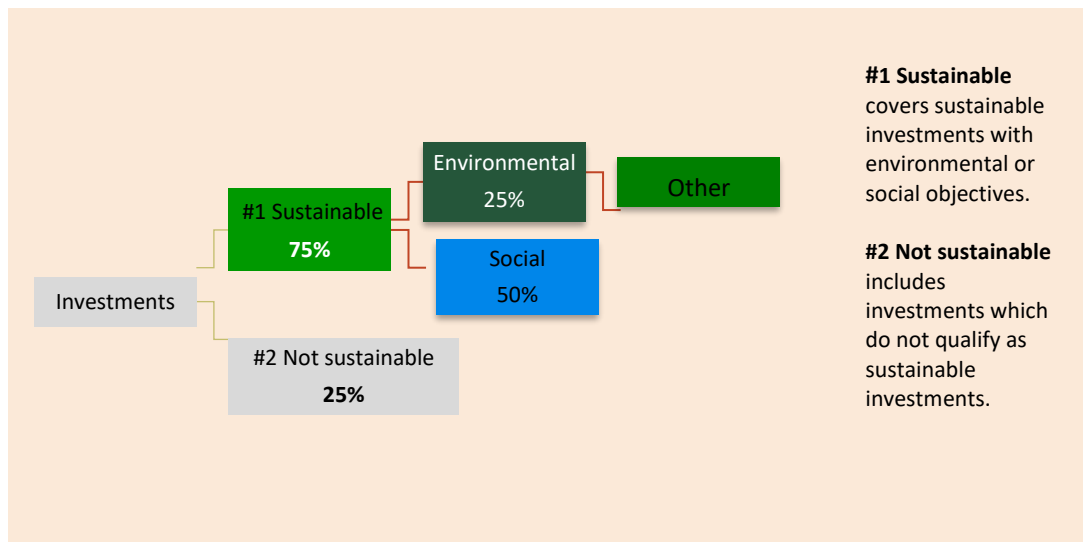 Investments
#1 Sustainable
75%
#2 Not sustainable
25%
Environmental
25%
Social
50%
Other
#1 Sustainable
covers sustainable
investments with
environmental or
social objectives.
#2 Not sustainable
includes
investments which
do not qualify as
sustainable
investments.